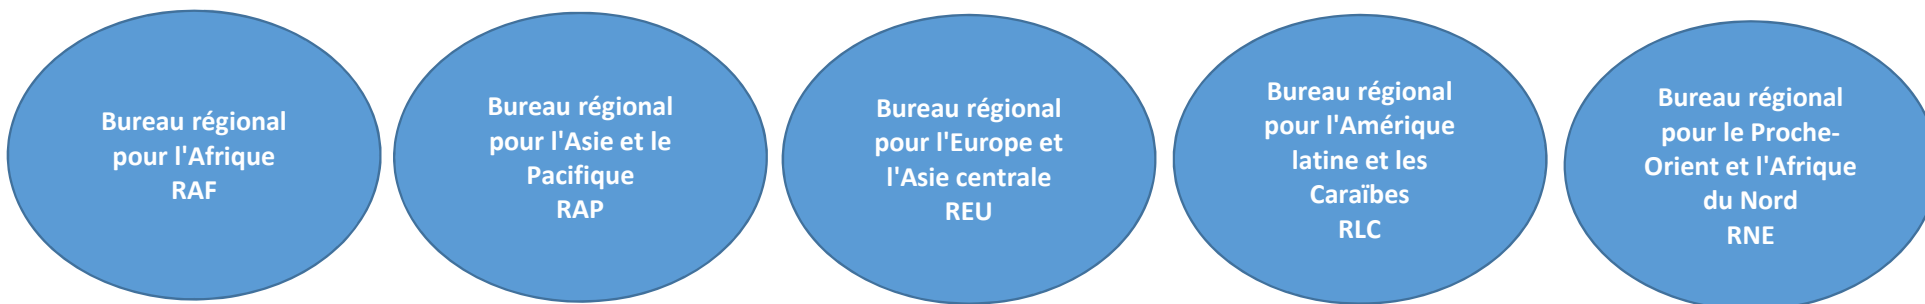 Bureau régional
pour l'Afrique
RAF
Bureau régional
pour l'Asie et le
Pacifique
RAP
Bureau régional
pour l'Europe et
l'Asie centrale
REU
Bureau régional
pour l'Amérique
latine et les
Caraïbes
RLC
Bureau régional
pour le Proche-
Orient et l'Afrique
du Nord
RNE